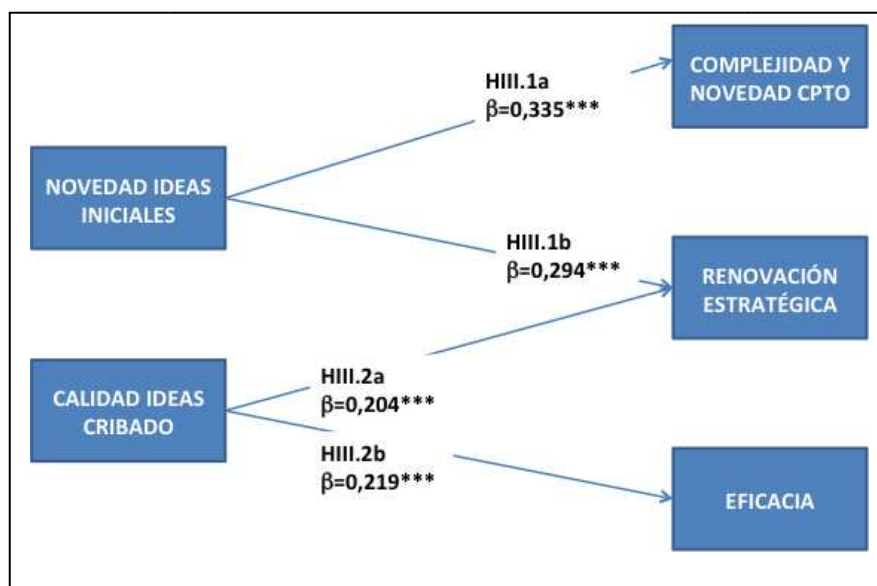 COMPLEJIDAD Y
NOVEDAD CPTO
HIII.1a
β=0,335***
NOVEDAD IDEAS
INICIALES
HIII.1b
β=0,294***
RENOVACIÓN
ESTRATÉGICA
HIII.2a
β=0,204***
CALIDAD IDEAS
CRIBADO
HIII.2b
β=0,219***
EFICACIA